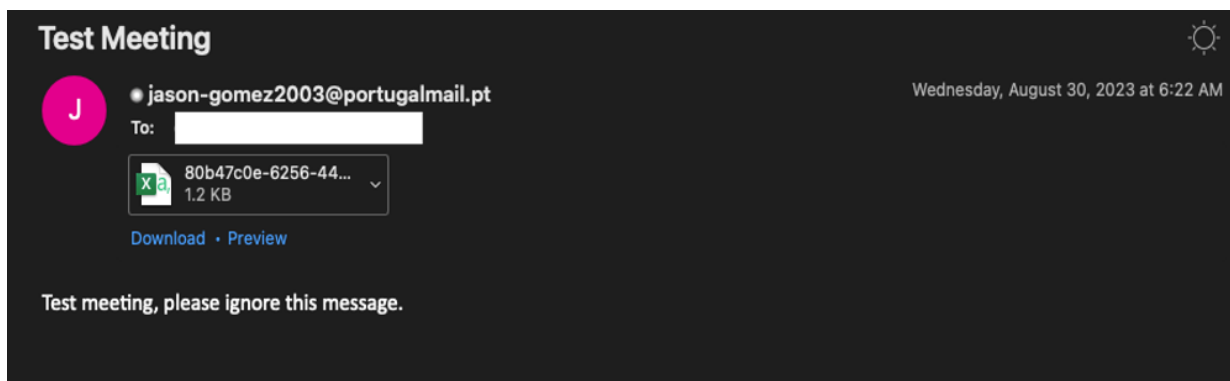 Test Meeting
J
jason-gomez2003@portugalmail.pt
Wednesday, August 30, 2023 at 6:22 AM
To:
X a,
80b47c0e-6256-44...
1.2 KB
Download • Preview
Test meeting, please ignore this message.